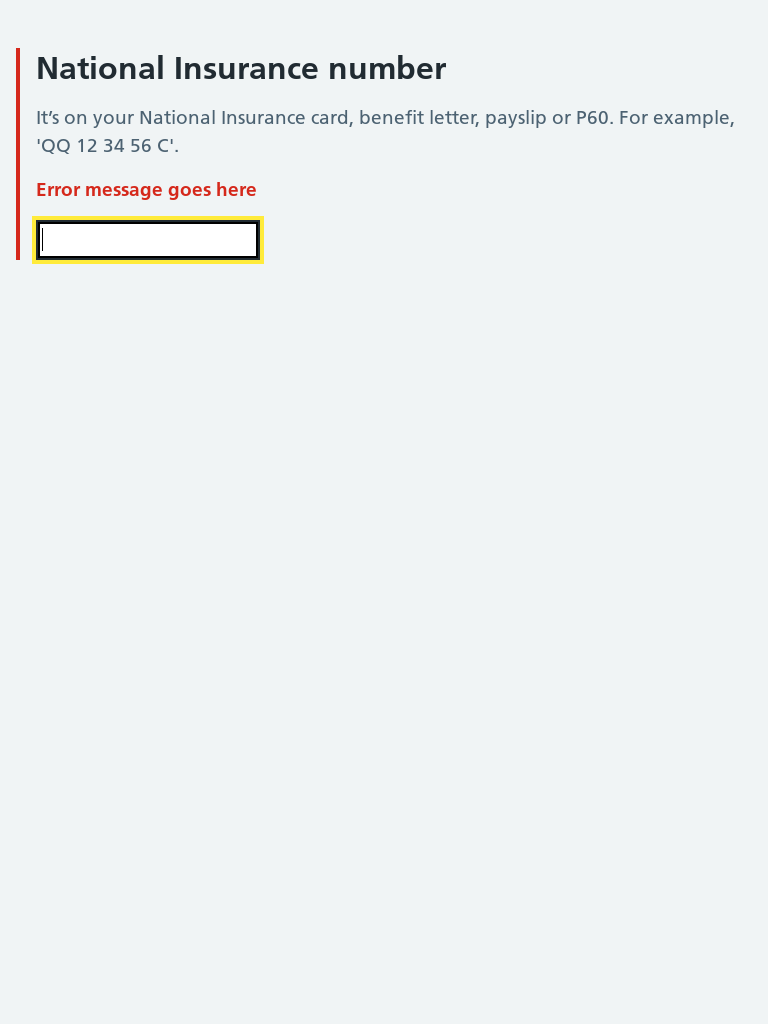 National Insurance number
It’s on your National Insurance card, benefit letter, payslip or P60. For example,
'QQ 12 34 56 C'.
Error message goes here